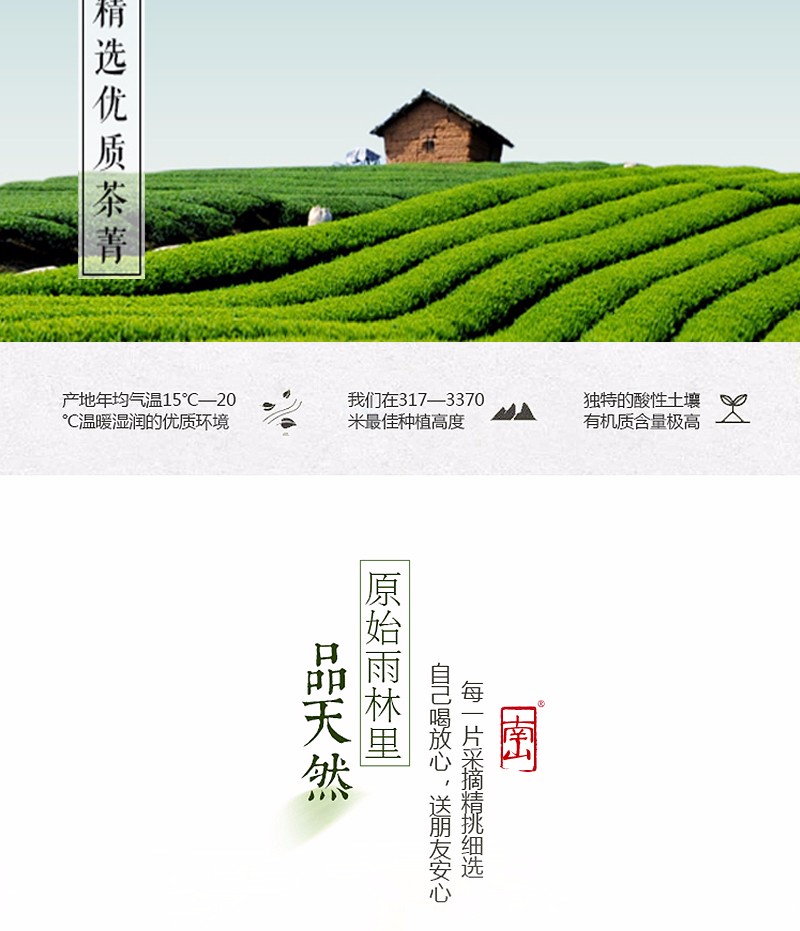 精选优质茶菁
产地年均气温15℃—20
℃温暖湿润的优质环境
我们在317—3370
米最佳种植高度
独特的酸性土壤
有机质含量极高
原始雨林里
品天然
每一片采摘精挑细选
自己喝放心，送朋友安心
南山®